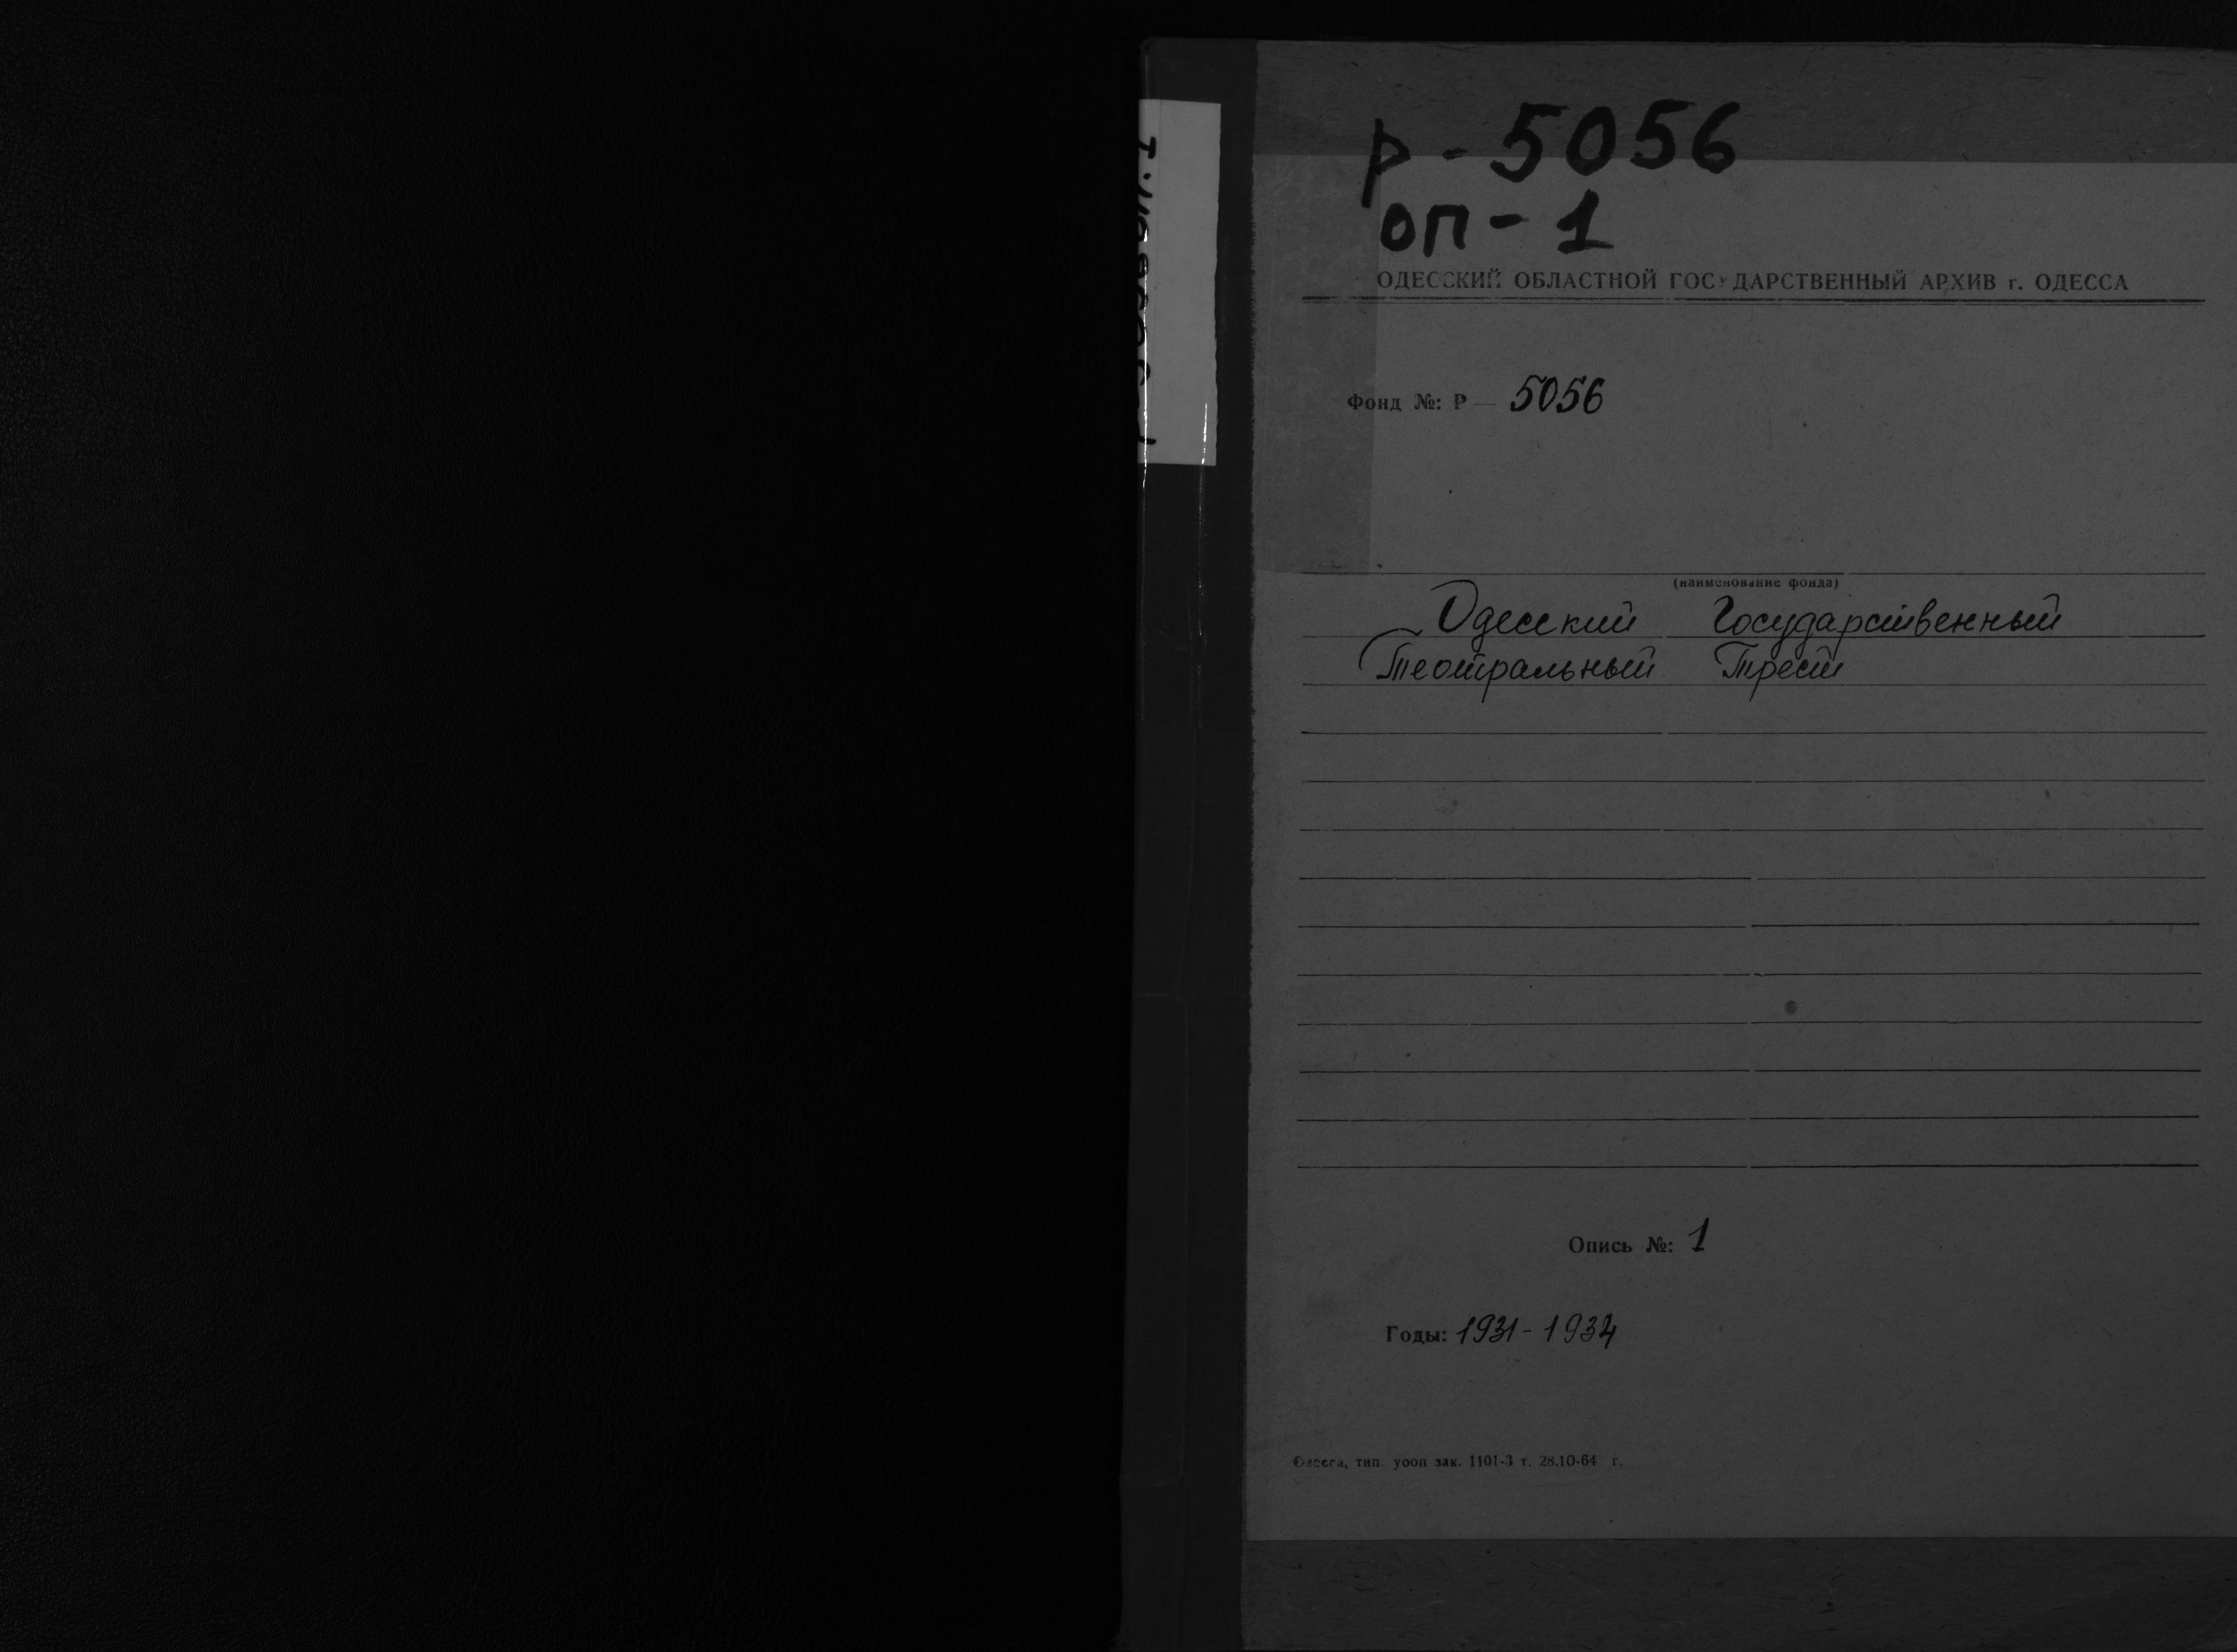 Р - 5056
оп - 1
ОДЕССКИЙ ОБЛАСТНОЙ ГОСУДАРСТВЕННЫЙ АРХИВ г. ОДЕССА
Фонд №: Р — 5056
(наименование фонда)
Одесский Государственный
Театральный Трест
Опись №: 1
Годы: 1931 - 1934
Одесса, тип. уооп зак. 1101-3 т. 28.10-64 г.